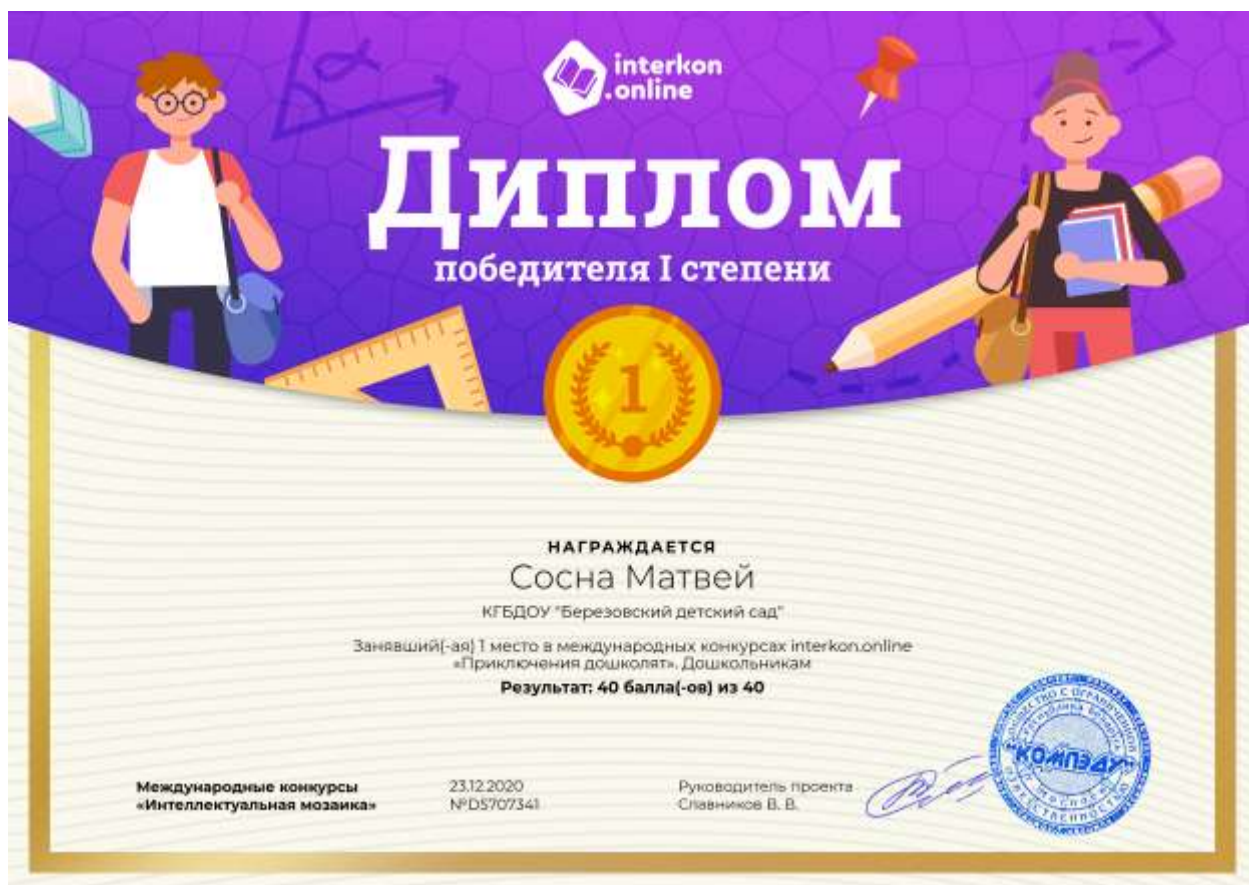 interkon
.online
Диплом
победителя I степени
1
НАГРАЖДАЕТСЯ
Сосна Матвей
КГБДОУ "Березовский детский сад"
Занявший(-ая) 1 место в международных конкурсах interkon.online
«Приключения дошколят». Дошкольникам
Результат: 40 балла(-ов) из 40
Международные конкурсы
«Интеллектуальная мозаика»
23.12.2020
№DS707341
Руководитель проекта
Славников В. В.
Республика Беларусь
"КОМПЭДУ"